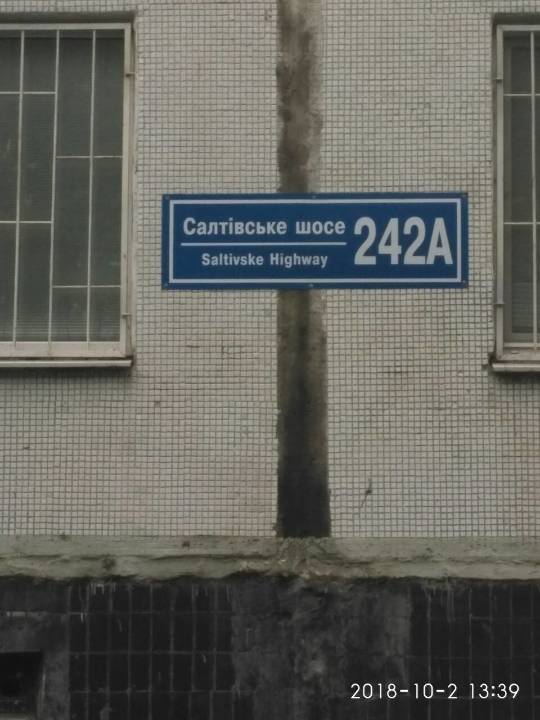 Салтівське шосе
Saltivske Highway
242А
2018-10-2 13:39